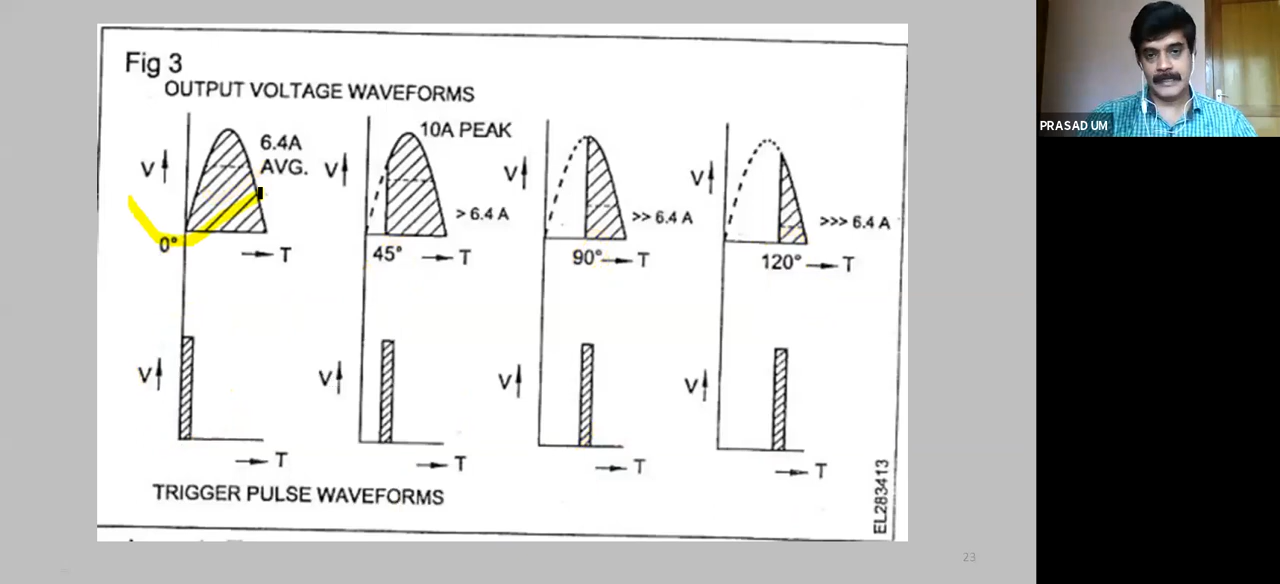 Fig 3
OUTPUT VOLTAGE WAVEFORMS
V 6.4A AVG. V 10A PEAK V V
> 6.4 A >> 6.4 A >>> 6.4 A
0° T 45° T 90° T 120° T
V V V V
T T T T
TRIGGER PULSE WAVEFORMS
EL283413
23
PRASAD UM